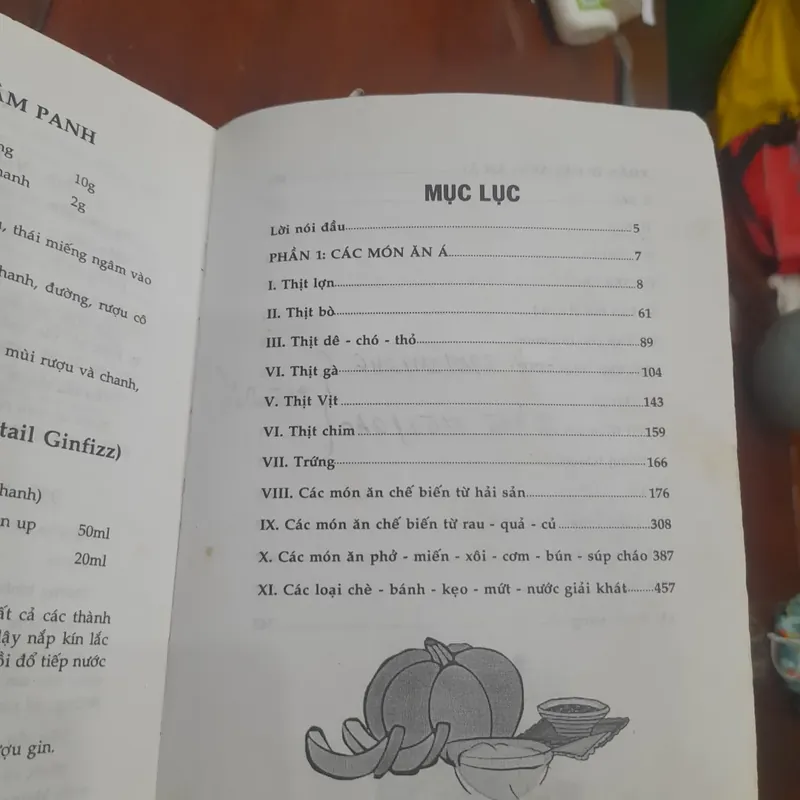 ÂM PANH
10g
2g
, thái miếng ngâm vào
hanh, đường, rượu cô
mùi rượu và chanh,
tail Ginfizz)
hanh)
n up 50ml
20ml
ất cả các thành
lậy nắp kín lắc
ồi đổ tiếp nước
ợu gin.
MỤC LỤC
Lời nói đầu 5
PHẦN 1: CÁC MÓN ĂN Á 7
I. Thịt lợn 8
II. Thịt bò 61
III. Thịt dê - chó - thỏ 89
VI. Thịt gà 104
V. Thịt Vịt 143
VI. Thịt chim 159
VII. Trứng 166
VIII. Các món ăn chế biến từ hải sản 176
IX. Các món ăn chế biến từ rau - quả - củ 308
X. Các món ăn phở - miến - xôi - cơm - bún - súp cháo 387
XI. Các loại chè - bánh - kẹo - mứt - nước giải khát 457